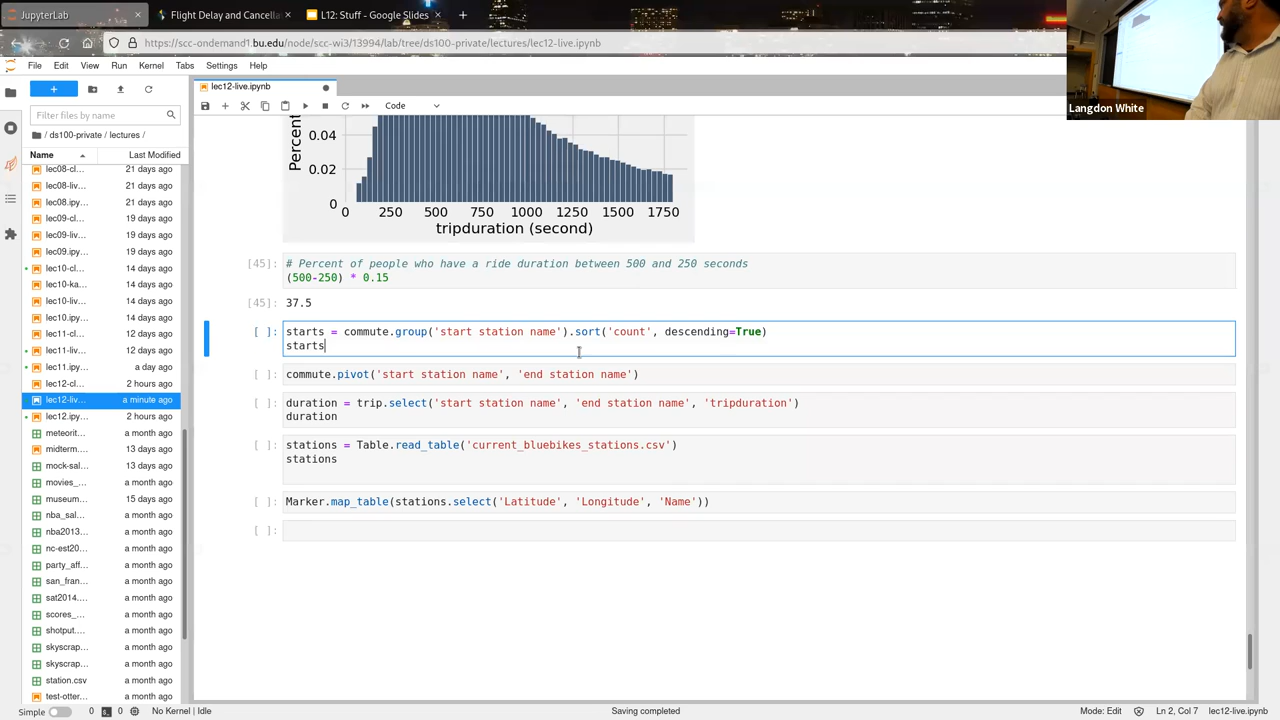 JupyterLab
Flight Delay and Cancella
L12: Stuff - Google Slides
https://scc-ondemand1.bu.edu/node/scc-wi3/13994/lab/tree/ds100-private/lectures/lec12-live.ipynb
Langdon White
File Edit View Run Kernel Tabs Settings Help
lec12-live.ipynb
Code
Filter files by name
/ ds100-private / lectures /
Name Last Modified
lec08-cl... 21 days ago
lec08-liv... 21 days ago
lec08.ipy... 21 days ago
lec09-cl... 19 days ago
lec09-liv... 19 days ago
lec09.ipy... 19 days ago
lec10-cl... 14 days ago
lec10-ka... 14 days ago
lec10-liv... 14 days ago
lec10.ipy... 14 days ago
lec11-cl... 12 days ago
lec11-liv... 12 days ago
lec11.ipy... a day ago
lec12-cl... 2 hours ago
lec12-liv... a minute ago
lec12.ipy... 2 hours ago
meteorit... a month ago
midterm.... 13 days ago
mock-sal... 13 days ago
movies_... a month ago
museum... 15 days ago
nba_sal... a month ago
nba2013... a month ago
nc-est20... a month ago
party_aff... a month ago
san_fran... a month ago
sat2014.... a month ago
scores_... a month ago
shotput.... a month ago
skyscrap... a month ago
skyscrap... a month ago
station.csv a month ago
test-otter... a month ago
Percent
0.04
0.02
0
0 250 500 750 1000 1250 1500 1750
tripduration (second)
[45]: # Percent of people who have a ride duration between 500 and 250 seconds
(500-250) * 0.15
[45]: 37.5
[ ]: starts = commute.group('start station name').sort('count', descending=True)
starts
[ ]: commute.pivot('start station name', 'end station name')
[ ]: duration = trip.select('start station name', 'end station name', 'tripduration')
duration
[ ]: stations = Table.read_table('current_bluebikes_stations.csv')
stations
[ ]: Marker.map_table(stations.select('Latitude', 'Longitude', 'Name'))
[ ]:
Simple 0 0 No Kernel | Idle Saving completed Mode: Edit Ln 2, Col 7 lec12-live.ipynb